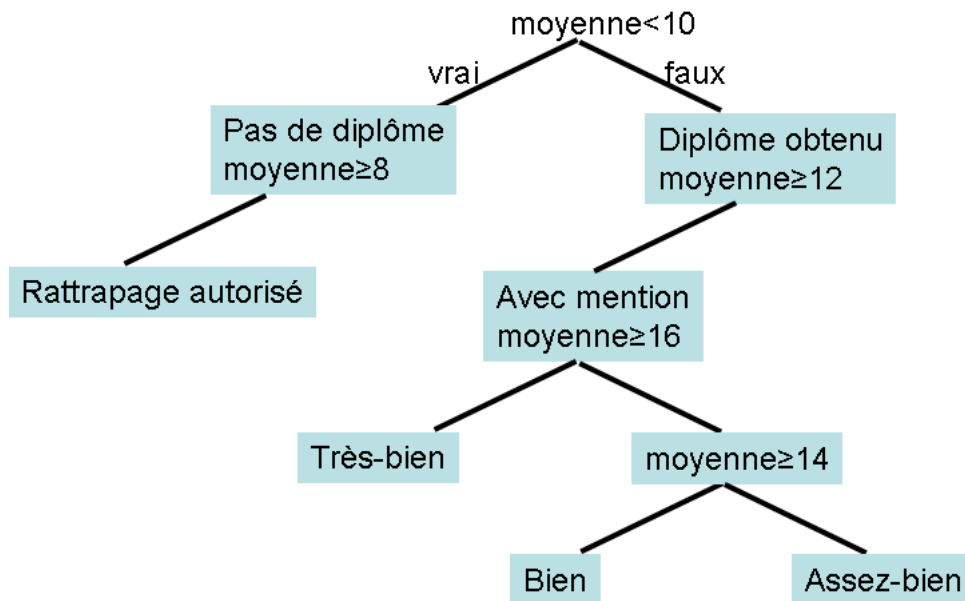 moyenne<10
vrai
faux
Pas de diplôme
moyenne≥8
Diplôme obtenu
moyenne≥12
Rattrapage autorisé
Avec mention
moyenne≥16
Très-bien
moyenne≥14
Bien
Assez-bien